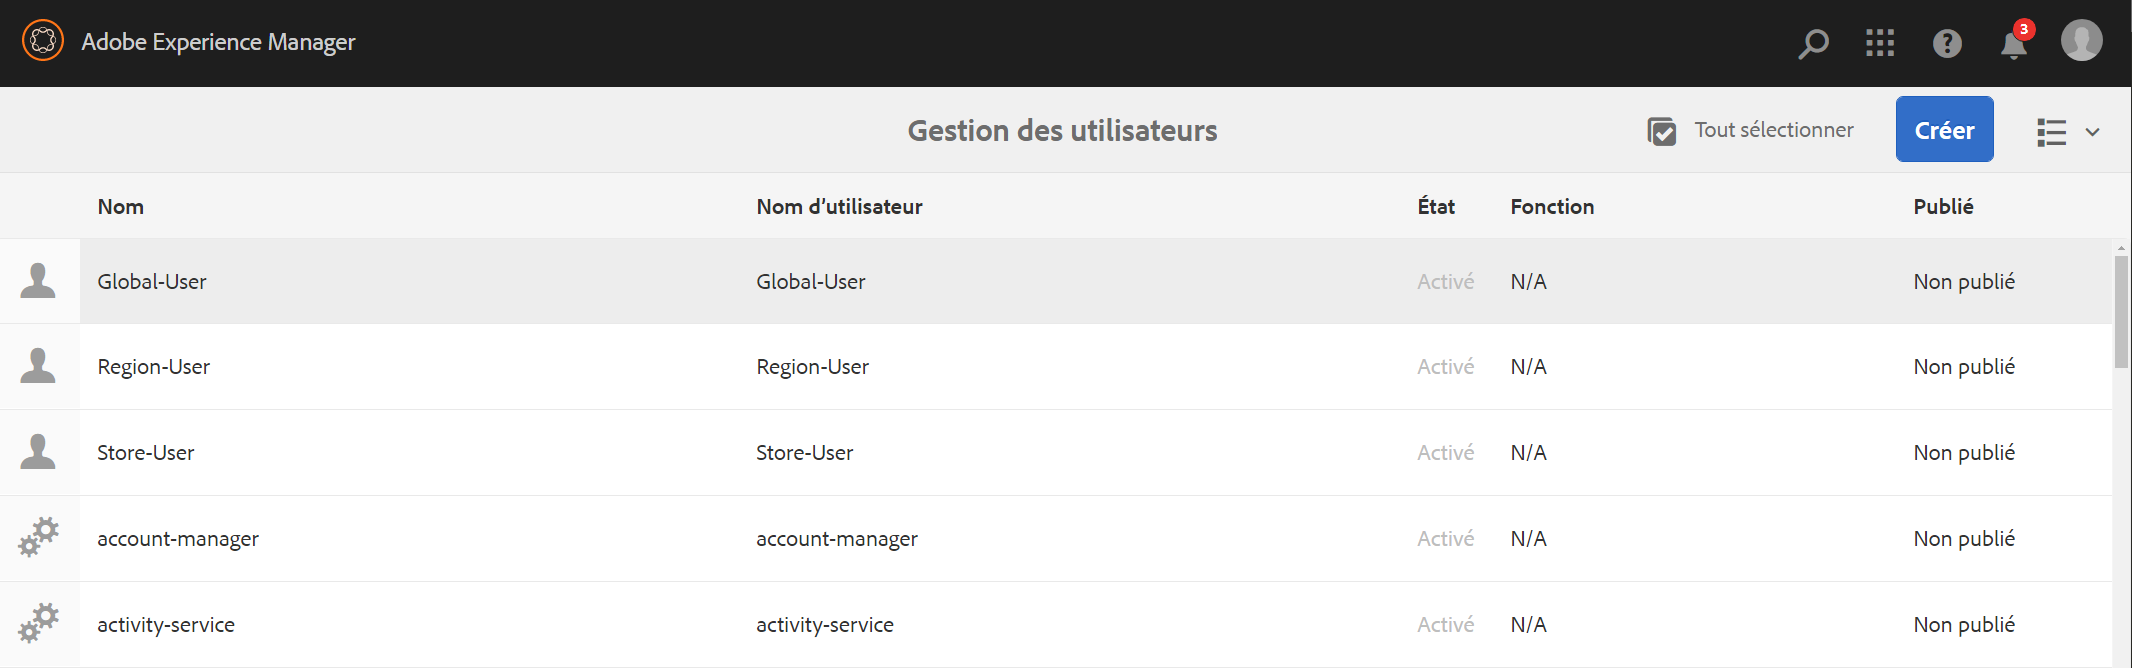 Adobe Experience Manager
3
Gestion des utilisateurs
Tout sélectionner
Créer
Nom Nom d’utilisateur État Fonction Publié
Global-User Global-User Activé N/A Non publié
Region-User Region-User Activé N/A Non publié
Store-User Store-User Activé N/A Non publié
account-manager account-manager Activé N/A Non publié
activity-service activity-service Activé N/A Non publié